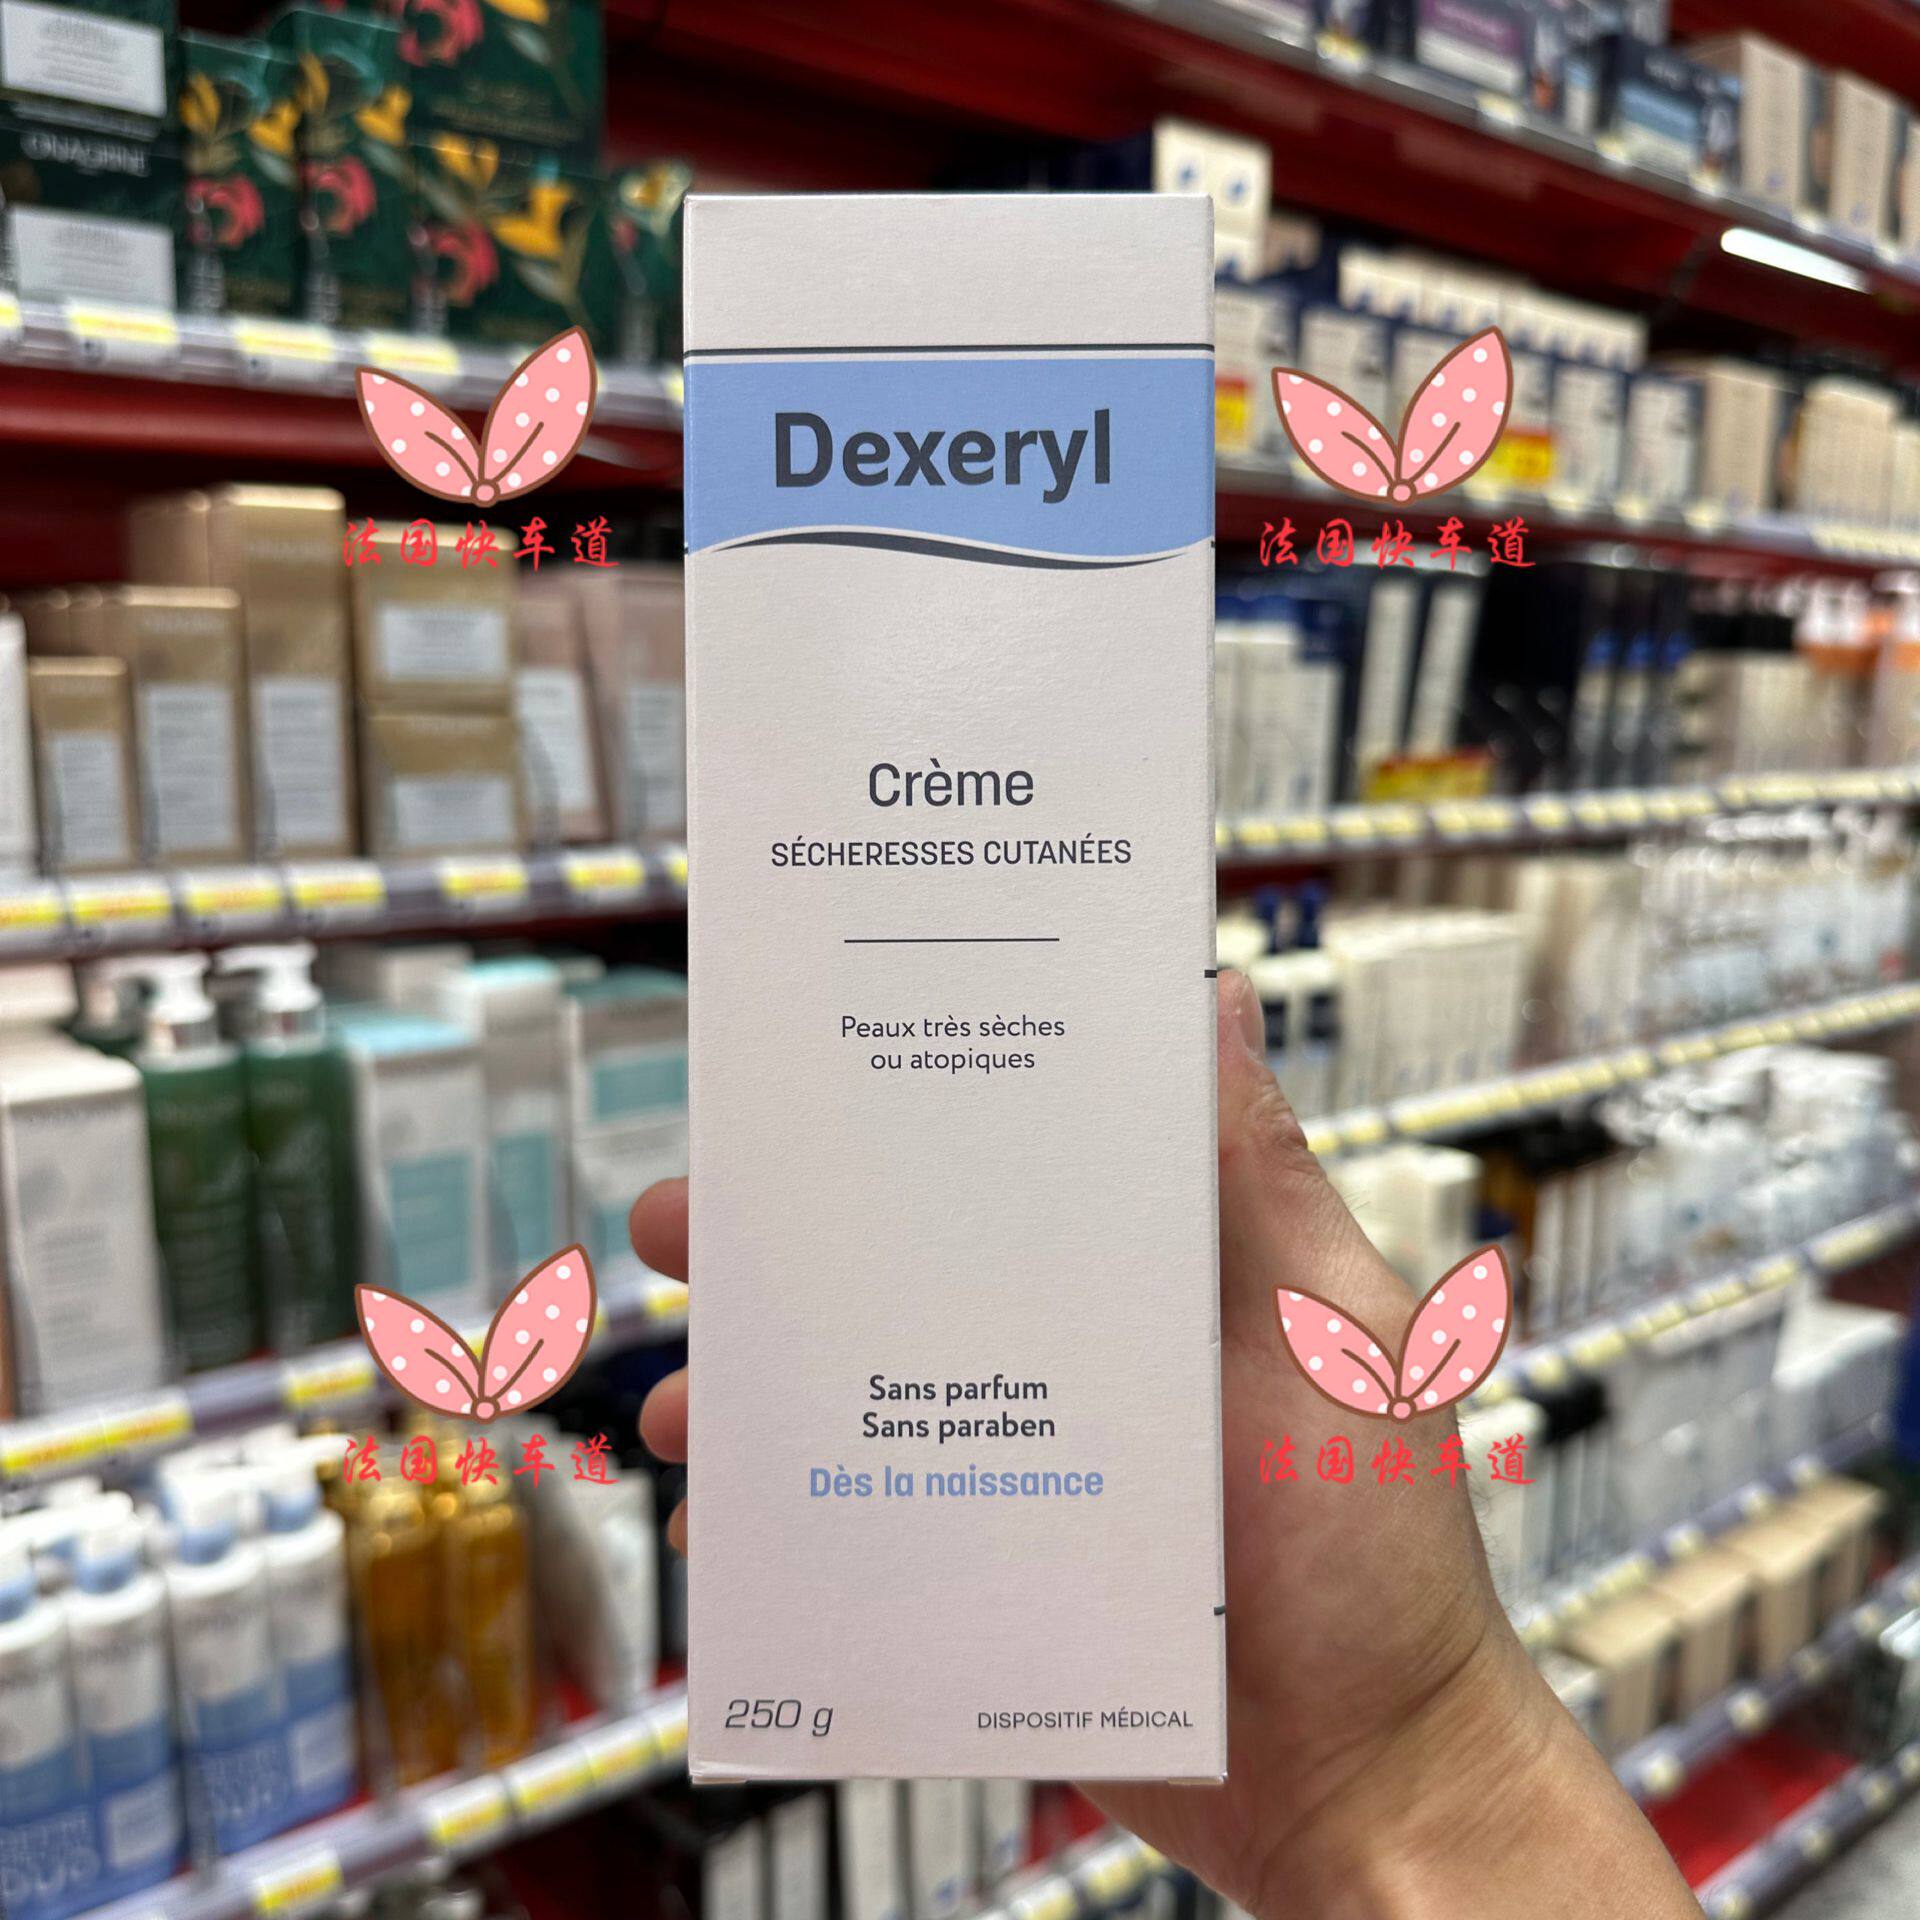 Dexeryl
Crème
SÉCHERESSES CUTANÉES
Peaux très sèches
ou atopiques
Sans parfum
Sans paraben
Dès la naissance
250 g
DISPOSITIF MÉDICAL
法国快车道
法国快车道
法国快车道
法国快车道